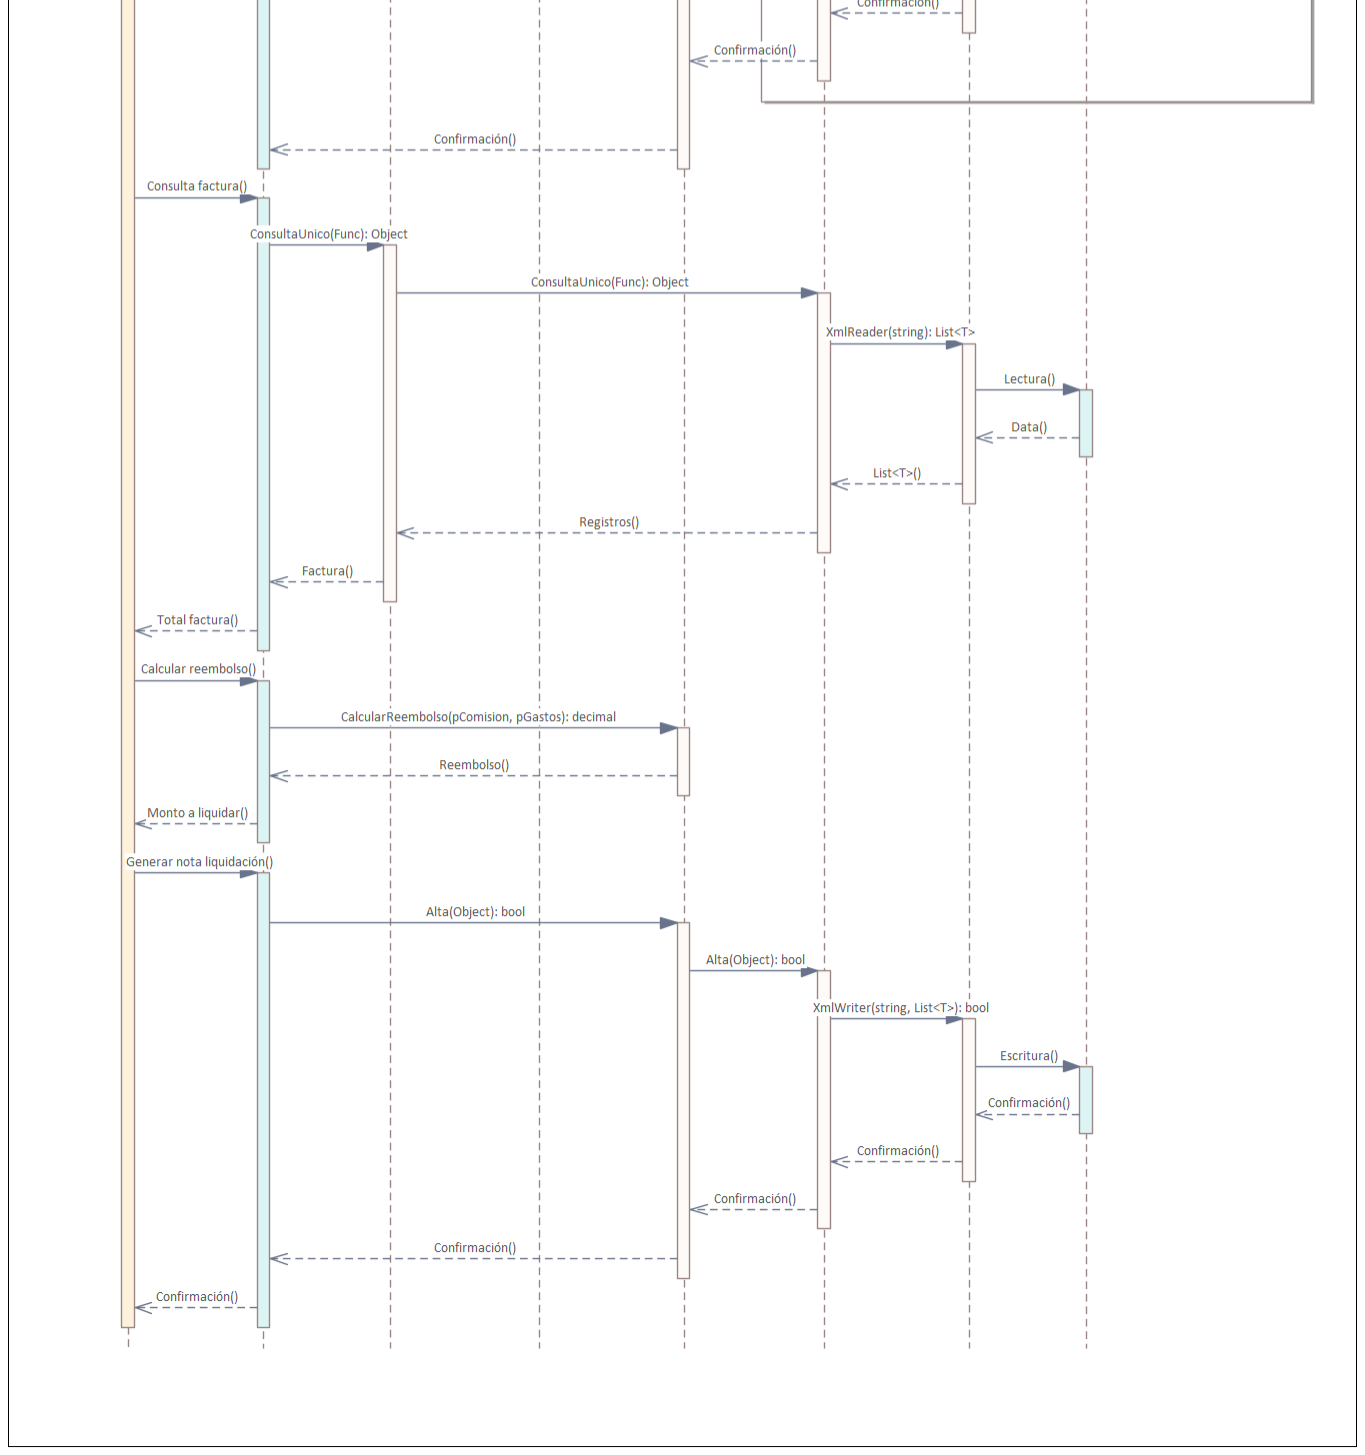 Confirmación()
Confirmación()
Confirmación()
Consulta factura()
ConsultaUnico(Func): Object
ConsultaUnico(Func): Object
XmlReader(string): List<T>
Lectura()
Data()
List<T>()
Registros()
Factura()
Total factura()
Calcular reembolso()
CalcularReembolso(pComision, pGastos): decimal
Reembolso()
Monto a liquidar()
Generar nota liquidación()
Alta(Object): bool
Alta(Object): bool
XmlWriter(string, List<T>): bool
Escritura()
Confirmación()
Confirmación()
Confirmación()
Confirmación()
Confirmación()